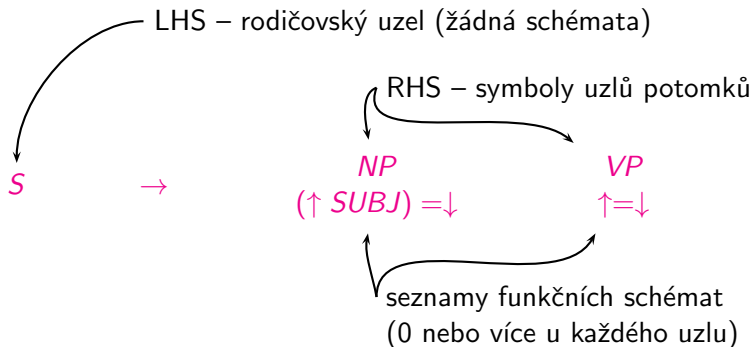 LHS – rodičovský uzel (žádná schémata)
RHS – symboly uzlů potomků
S → NP VP
(↑ SUBJ) =↓ ↑=↓
seznamy funkčních schémat
(0 nebo více u každého uzlu)